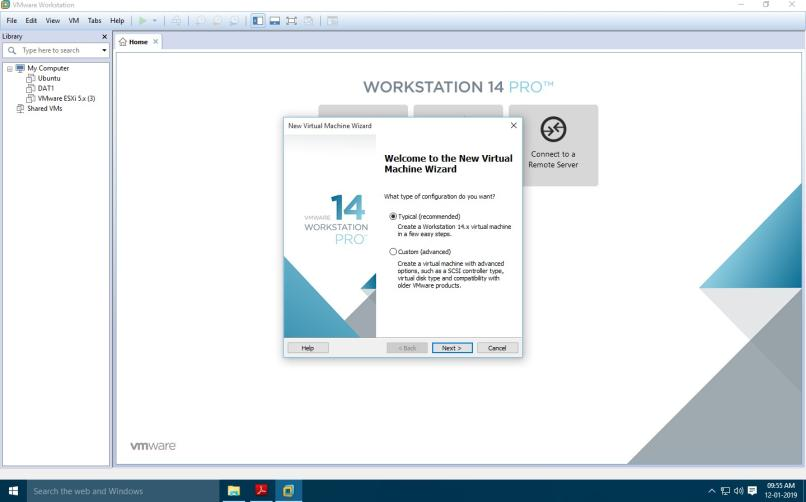 VMware Workstation
File Edit View VM Tabs Help
Library
Type here to search
My Computer
Ubuntu
DAT1
VMware ESXi 5.x (3)
Shared VMs
Home
WORKSTATION 14 PRO™
Connect to a
Remote Server
New Virtual Machine Wizard
VMWARE 14
WORKSTATION
PRO™
Welcome to the New Virtual
Machine Wizard
What type of configuration do you want?
Typical (recommended)
Create a Workstation 14.x virtual machine
in a few easy steps.
Custom (advanced)
Create a virtual machine with advanced
options, such as a SCSI controller type,
virtual disk type and compatibility with
older VMware products.
Help
< Back
Next >
Cancel
vmware
Search the web and Windows
09:55 AM
12-01-2019